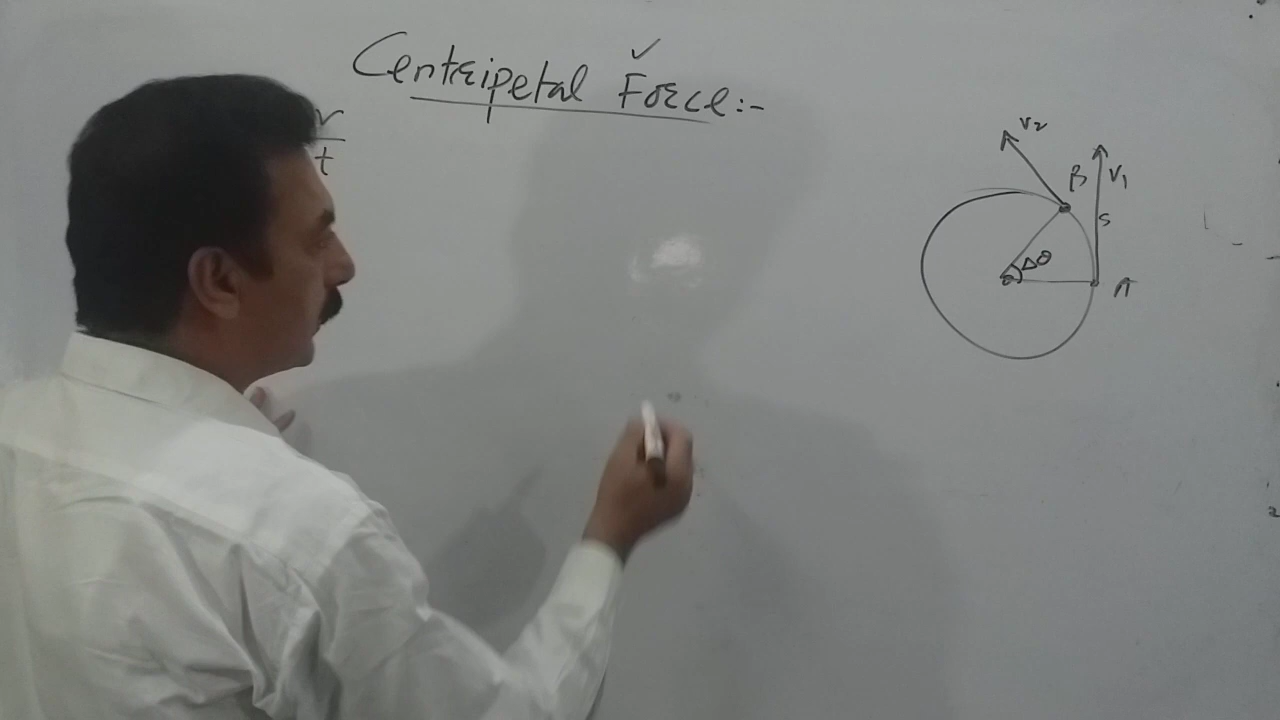 Centripetal Force:-
v
t
v2
B
v1
s
Δθ
o
A